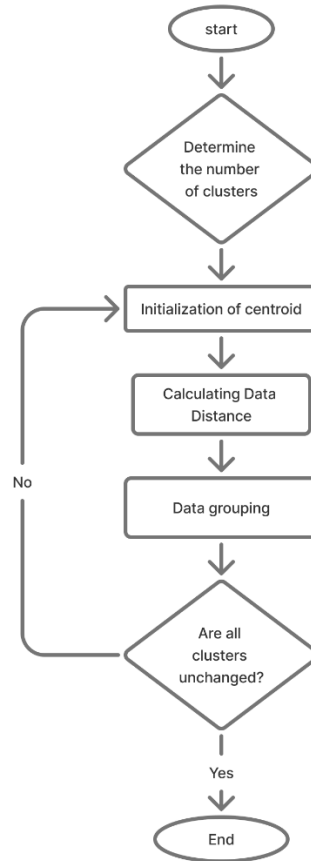 start
Determine
the number
of clusters
Initialization of centroid
Calculating Data
Distance
No
Data grouping
Are all
clusters
unchanged?
Yes
End